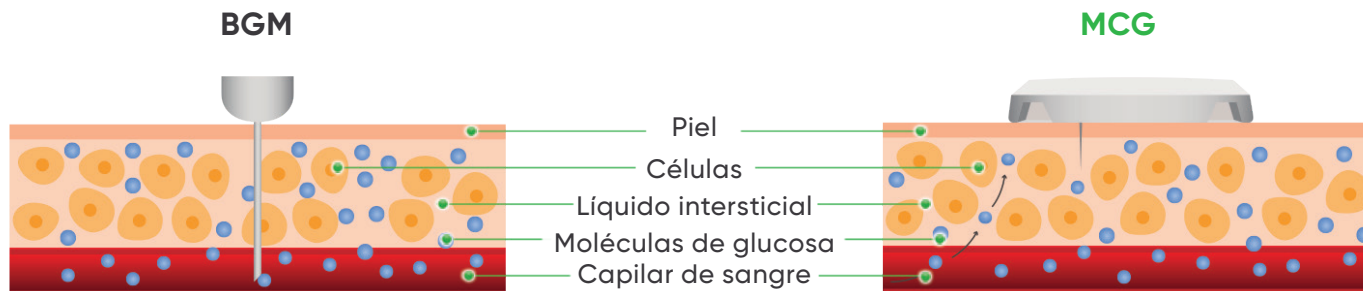 BGM
MCG
Piel
Células
Líquido intersticial
Moléculas de glucosa
Capilar de sangre